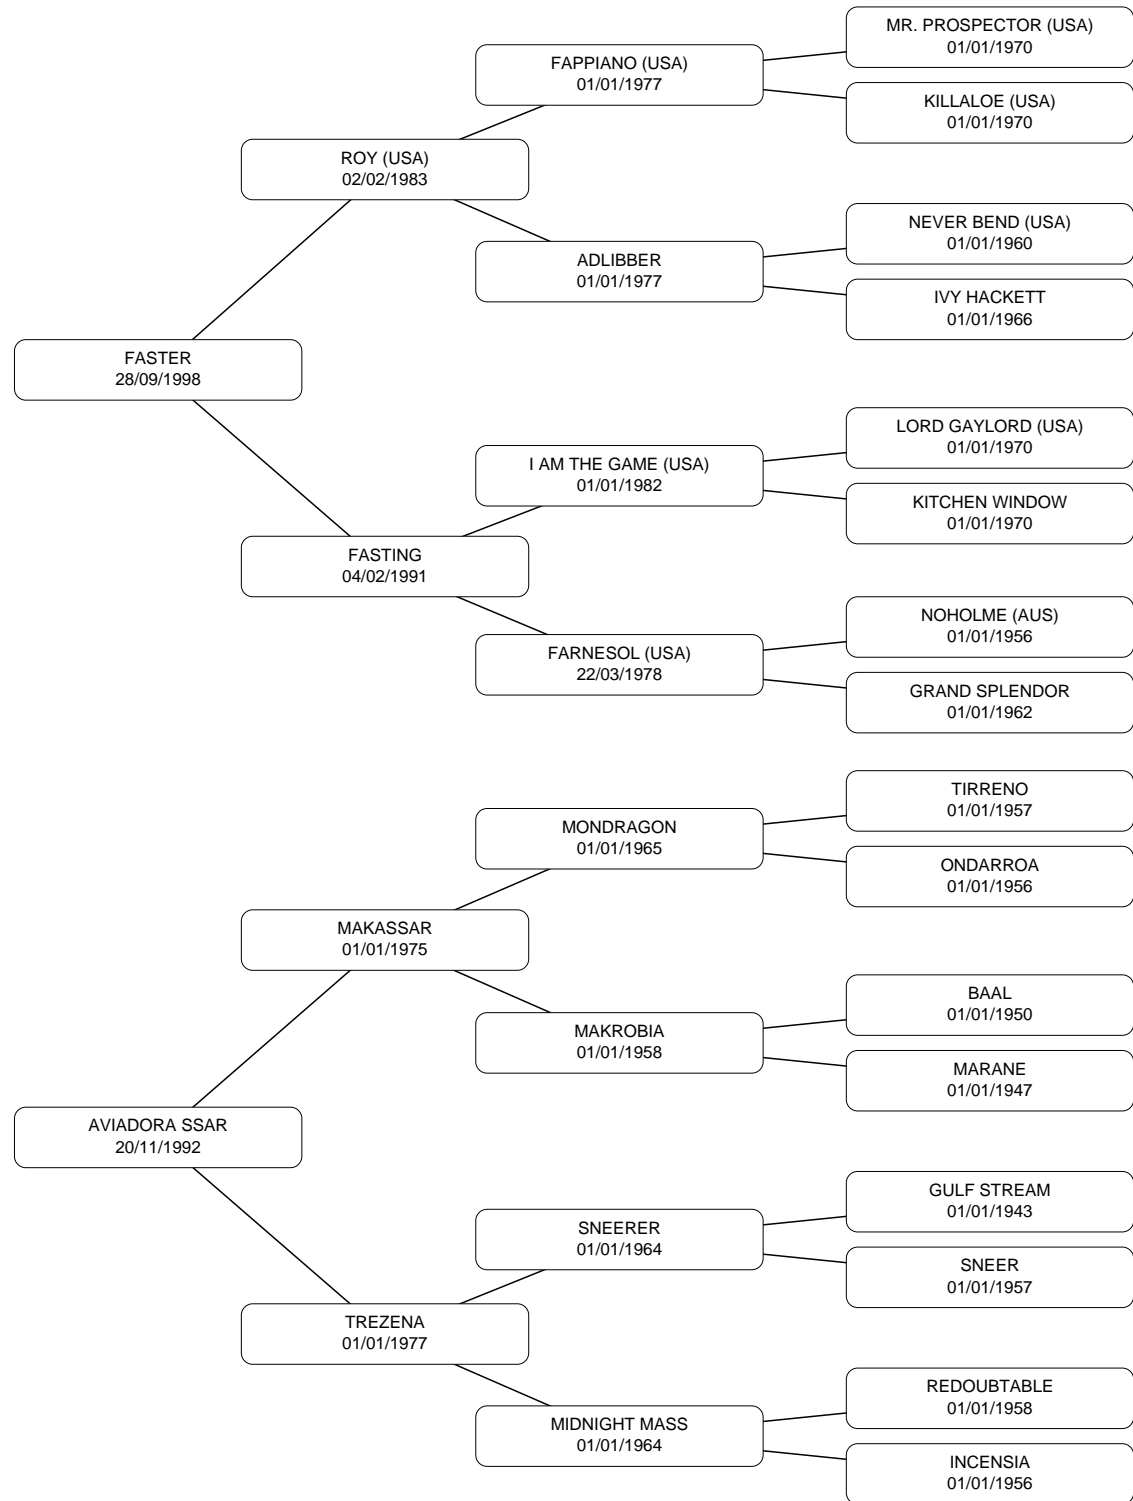 MR. PROSPECTOR (USA)
01/01/1970
FAPPIANO (USA)
01/01/1977
KILLALOE (USA)
01/01/1970
ROY (USA)
02/02/1983
NEVER BEND (USA)
01/01/1960
ADLIBBER
01/01/1977
IVY HACKETT
01/01/1966
FASTER
28/09/1998
LORD GAYLORD (USA)
01/01/1970
I AM THE GAME (USA)
01/01/1982
KITCHEN WINDOW
01/01/1970
FASTING
04/02/1991
NOHOLME (AUS)
01/01/1956
FARNESOL (USA)
22/03/1978
GRAND SPLENDOR
01/01/1962
TIRRENO
01/01/1957
MONDRAGON
01/01/1965
ONDARROA
01/01/1956
MAKASSAR
01/01/1975
BAAL
01/01/1950
MAKROBIA
01/01/1958
MARANE
01/01/1947
AVIADORA SSAR
20/11/1992
GULF STREAM
01/01/1943
SNEERER
01/01/1964
SNEER
01/01/1957
TREZENA
01/01/1977
REDOUBTABLE
01/01/1958
MIDNIGHT MASS
01/01/1964
INCENSIA
01/01/1956